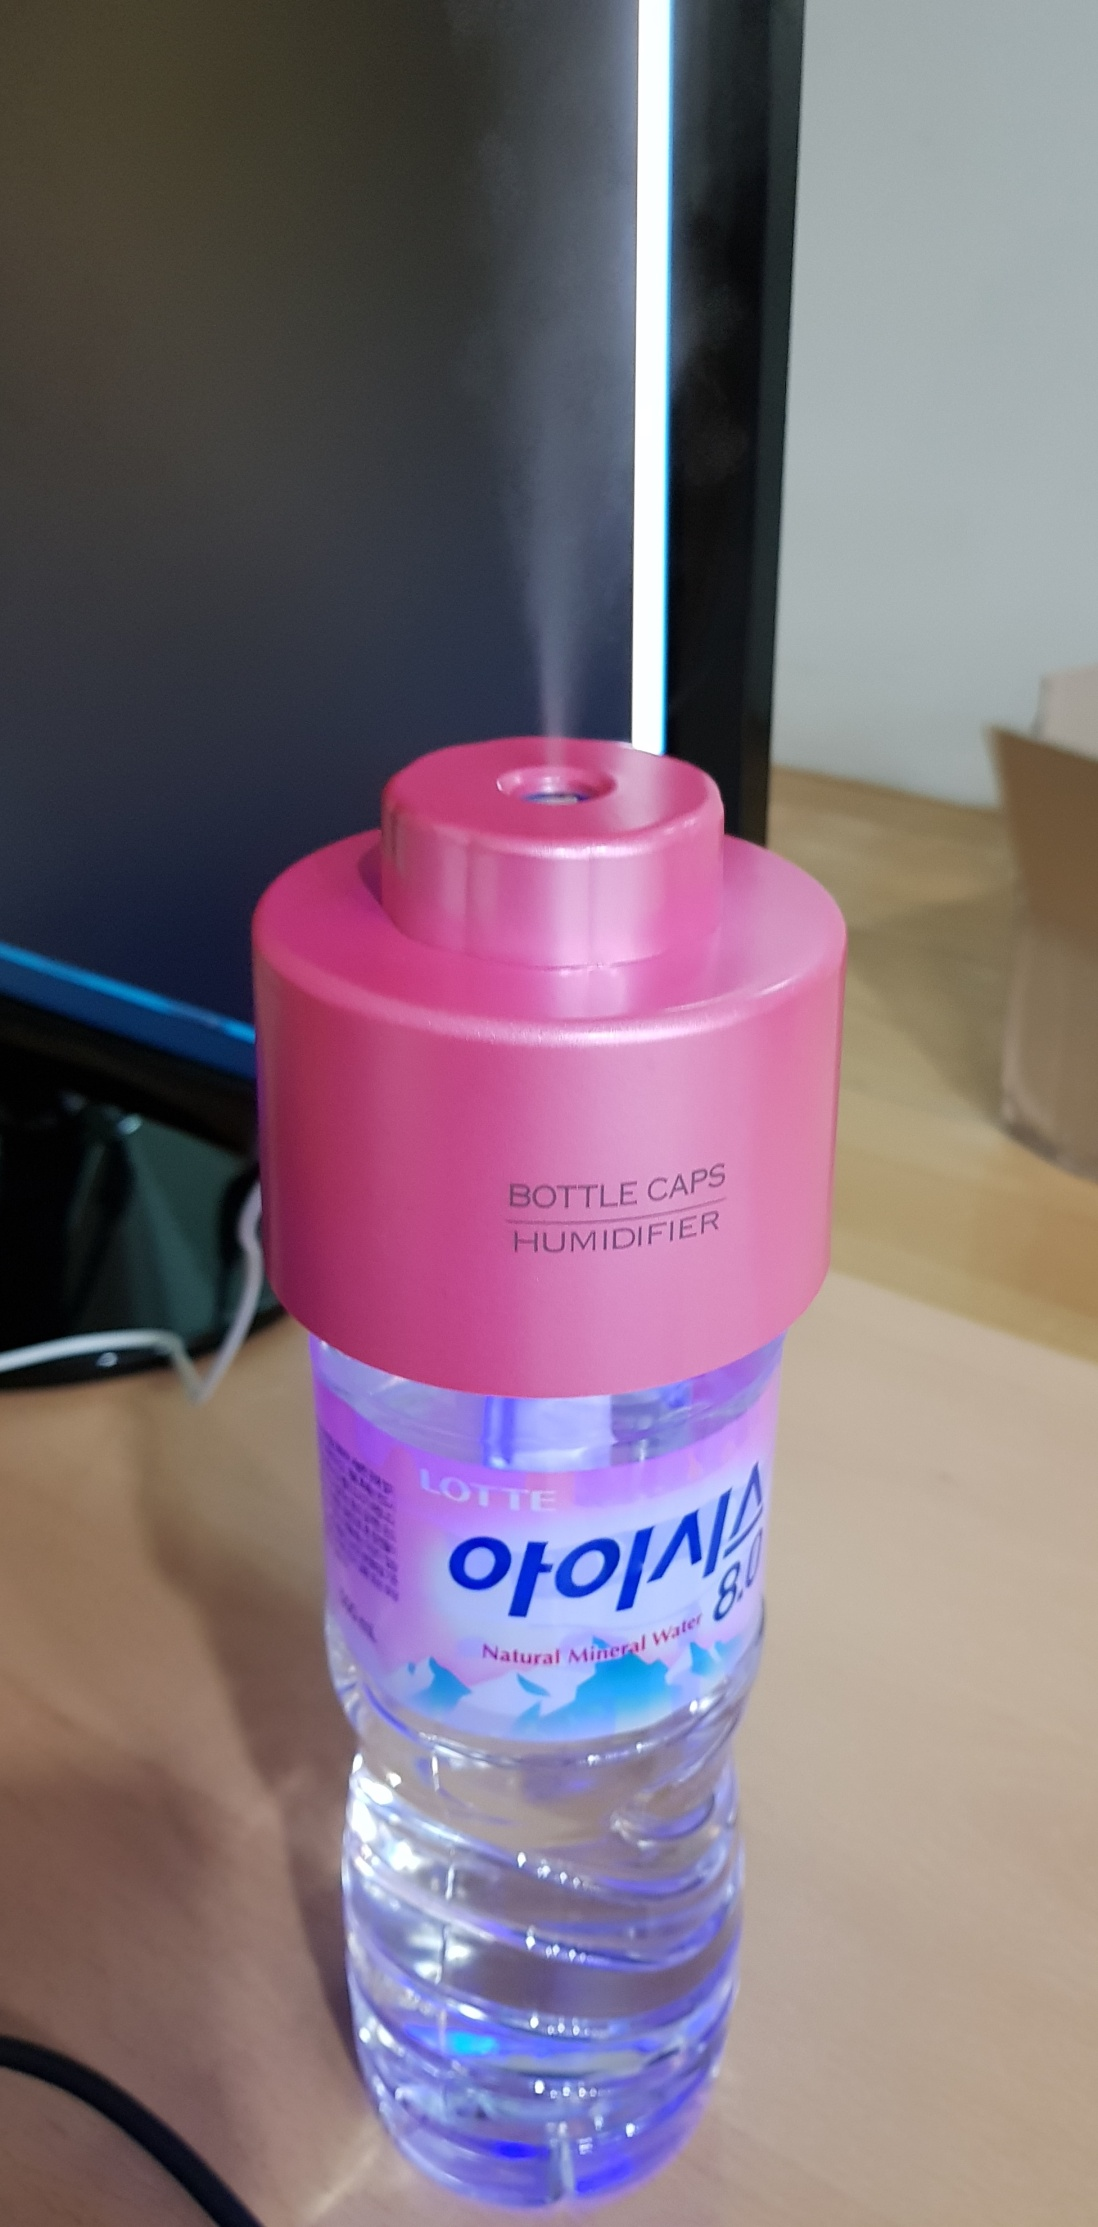 BOTTLE CAPS
HUMIDIFIER
LOTTE
아이시스
8.0
Natural Mineral Water